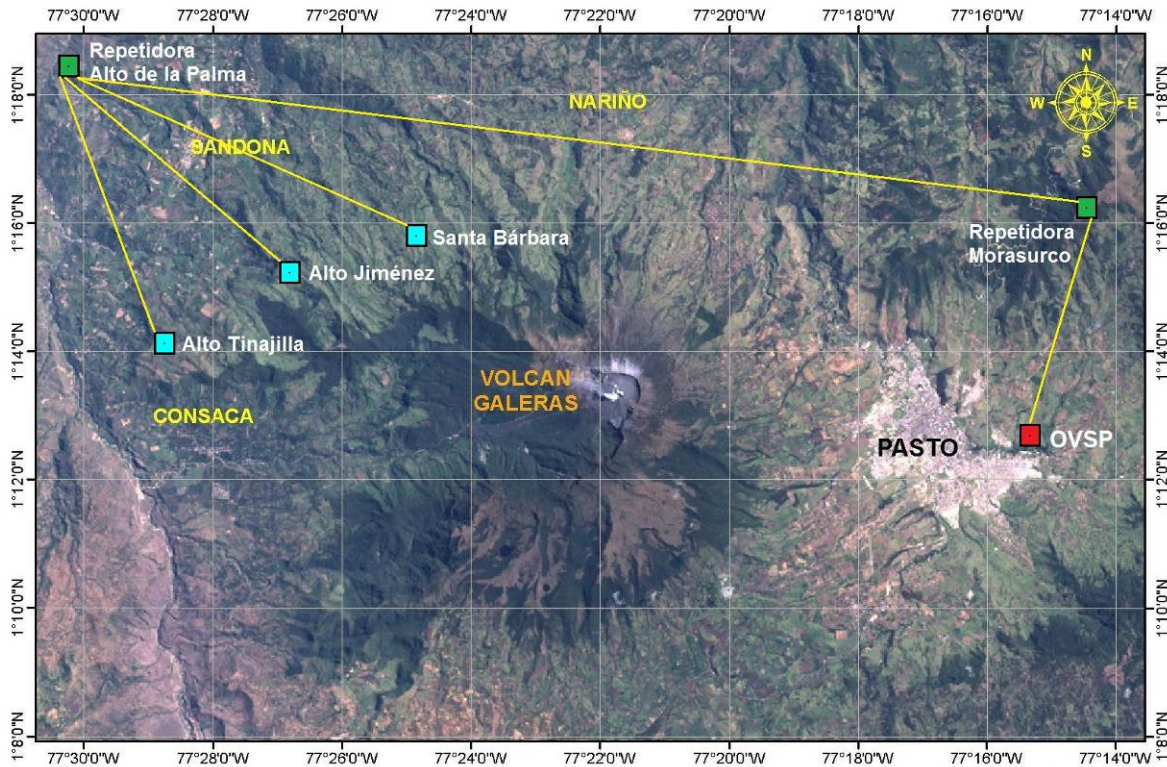 77°30'0"W 77°28'0"W 77°26'0"W 77°24'0"W 77°22'0"W 77°20'0"W 77°18'0"W 77°16'0"W 77°14'0"W
Repetidora
Alto de la Palma
N
W E
S
1°18'0"N 1°18'0"N
NARIÑO
SANDONA
1°16'0"N 1°16'0"N
Santa Bárbara
Repetidora
Morasurco
Alto Jiménez
Alto Tinajilla
1°14'0"N 1°14'0"N
VOLCAN
GALERAS
CONSACA
PASTO
OVSP
1°12'0"N 1°12'0"N
1°10'0"N 1°10'0"N
1°8'0"N 1°8'0"N
77°30'0"W 77°28'0"W 77°26'0"W 77°24'0"W 77°22'0"W 77°20'0"W 77°18'0"W 77°16'0"W 77°14'0"W